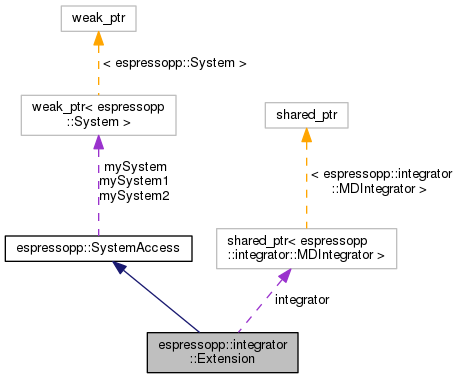 weak_ptr
< espressopp::System >
weak_ptr< espressopp
::System >
shared_ptr
mySystem
mySystem1
mySystem2
< espressopp::integrator
::MDIntegrator >
espressopp::SystemAccess
shared_ptr< espressopp
::integrator::MDIntegrator >
integrator
espressopp::integrator
::Extension